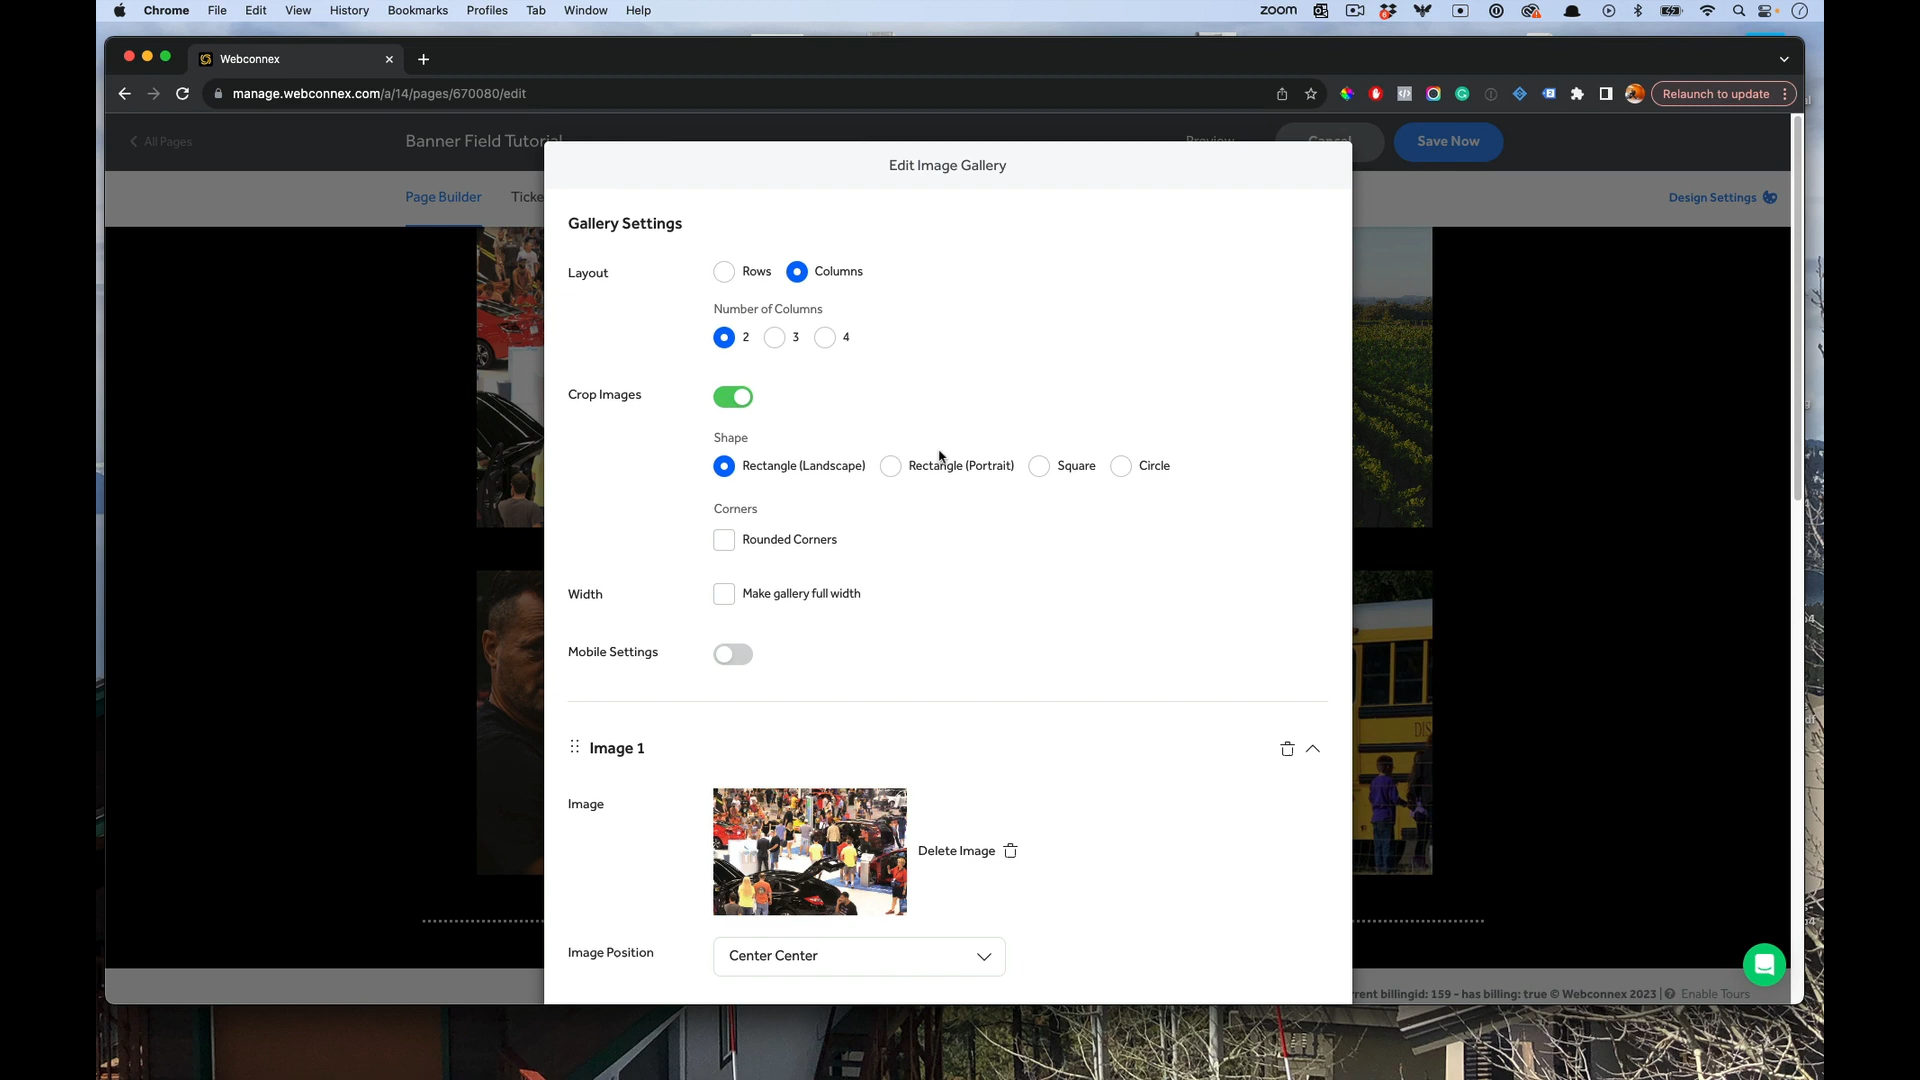 Chrome File Edit View History Bookmarks Profiles Tab Window Help zoom
Webconnex
manage.webconnex.com/a/14/pages/670080/edit
Relaunch to update
All Pages
Banner Field Tutorial
Preview
Cancel
Save Now
Edit Image Gallery
Page Builder
Ticke
Design Settings
Gallery Settings
Layout
Rows
Columns
Number of Columns
2
3
4
Crop Images
Shape
Rectangle (Landscape)
Rectangle (Portrait)
Square
Circle
Corners
Rounded Corners
Width
Make gallery full width
Mobile Settings
Image 1
Image
Delete Image
Image Position
Center Center
rent billingid: 159 - has billing: true © Webconnex 2023 | Enable Tours